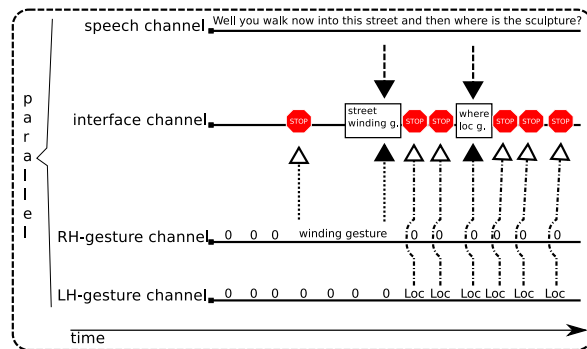 speech channel
Well you walk now into this street and then where is the sculpture?
parallel
interface channel
STOP
street
winding g.
STOP STOP
where
loc g.
STOP STOP STOP
RH-gesture channel
0 0 0 winding gesture 0 0 0 0 0 0
LH-gesture channel
0 0 0 0 0 0 0 Loc Loc Loc Loc Loc Loc
time